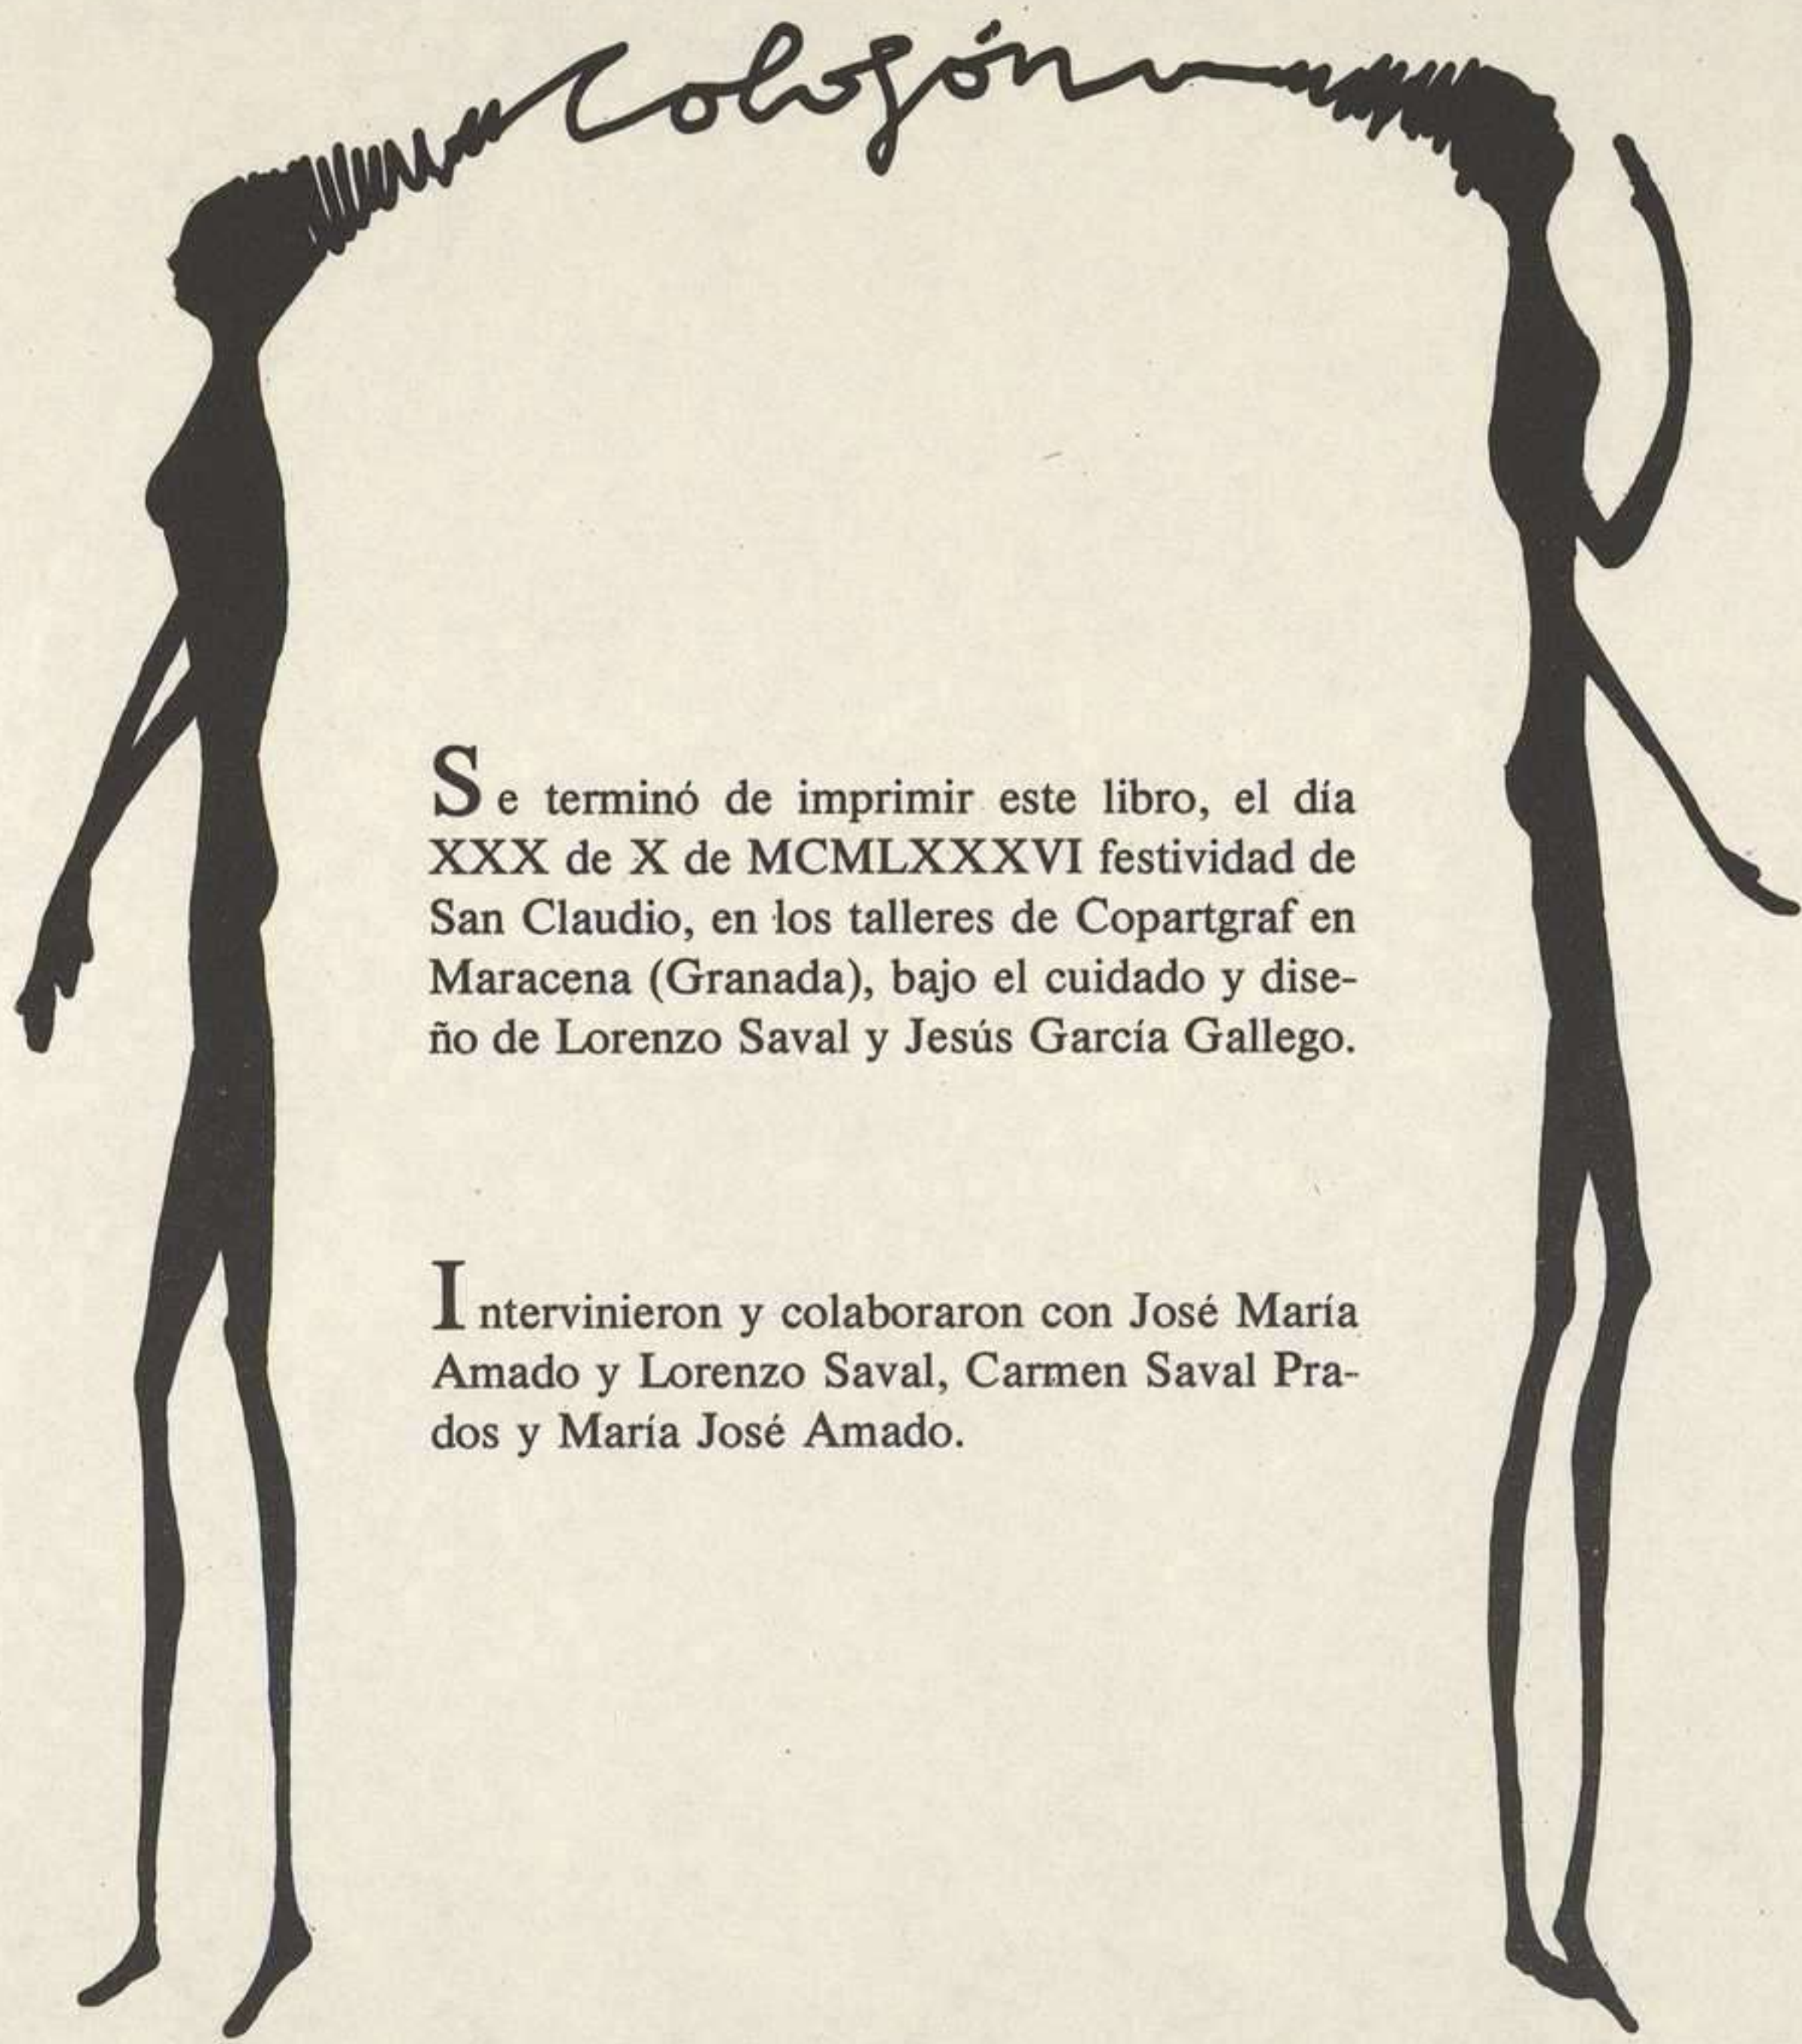 Colofón
Se terminó de imprimir este libro, el día
XXX de X de MCMLXXXVI festividad de
San Claudio, en los talleres de Copartgraf en
Maracena (Granada), bajo el cuidado y dise-
ño de Lorenzo Saval y Jesús García Gallego.
Intervinieron y colaboraron con José María
Amado y Lorenzo Saval, Carmen Saval Pra-
dos y María José Amado.